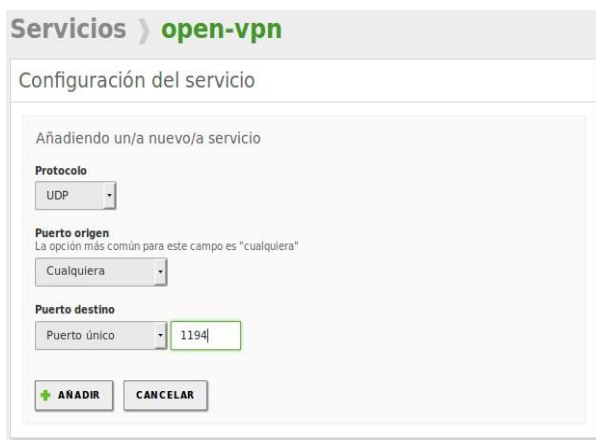 Servicios ❭ open-vpn
Configuración del servicio
Añadiendo un/a nuevo/a servicio
Protocolo
UDP
Puerto origen
La opción más común para este campo es "cualquiera"
Cualquiera
Puerto destino
Puerto único 1194
AÑADIR CANCELAR